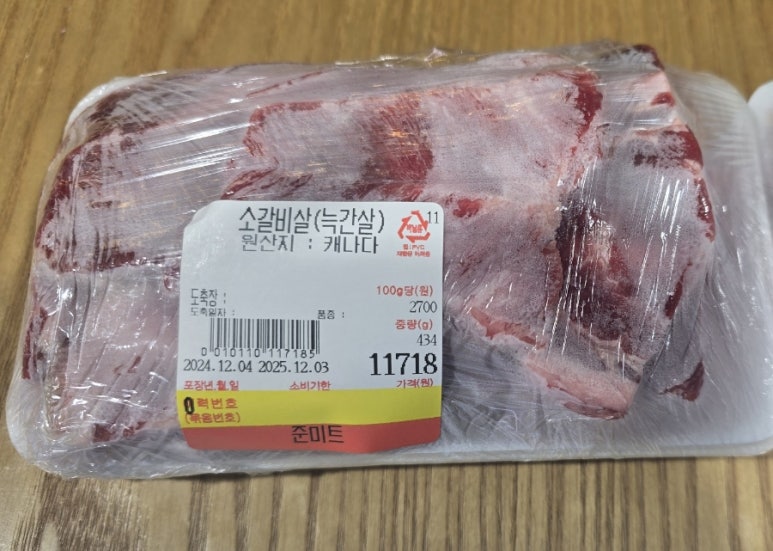 소갈비살(늑간살)
11
원산지 : 캐나다
도축장 :
도축일자 :
품종 :
100g당(원)
2700
중량(g)
434
0 010110 117185
2024.12.04 2025.12.03
11718
포장년.월.일 소비기한 가격(원)
력번호
(묶음번호)
준미트